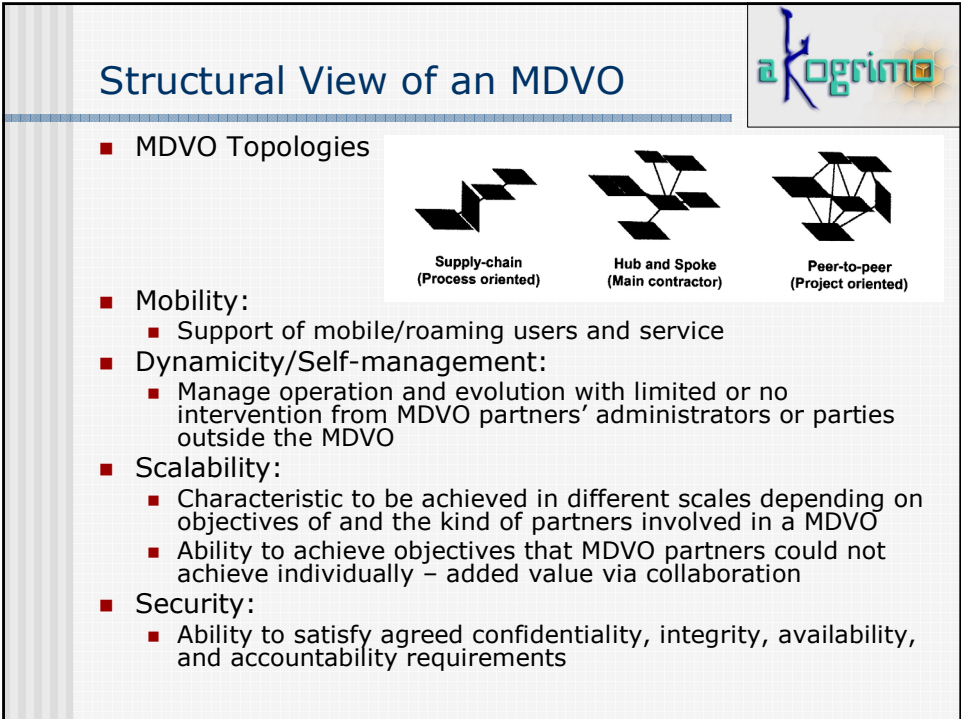 Structural View of an MDVO
akogrimo
MDVO Topologies
Supply-chain
(Process oriented)
Hub and Spoke
(Main contractor)
Peer-to-peer
(Project oriented)
Mobility:
Support of mobile/roaming users and service
Dynamicity/Self-management:
Manage operation and evolution with limited or no
intervention from MDVO partners’ administrators or parties
outside the MDVO
Scalability:
Characteristic to be achieved in different scales depending on
objectives of and the kind of partners involved in a MDVO
Ability to achieve objectives that MDVO partners could not
achieve individually – added value via collaboration
Security:
Ability to satisfy agreed confidentiality, integrity, availability,
and accountability requirements